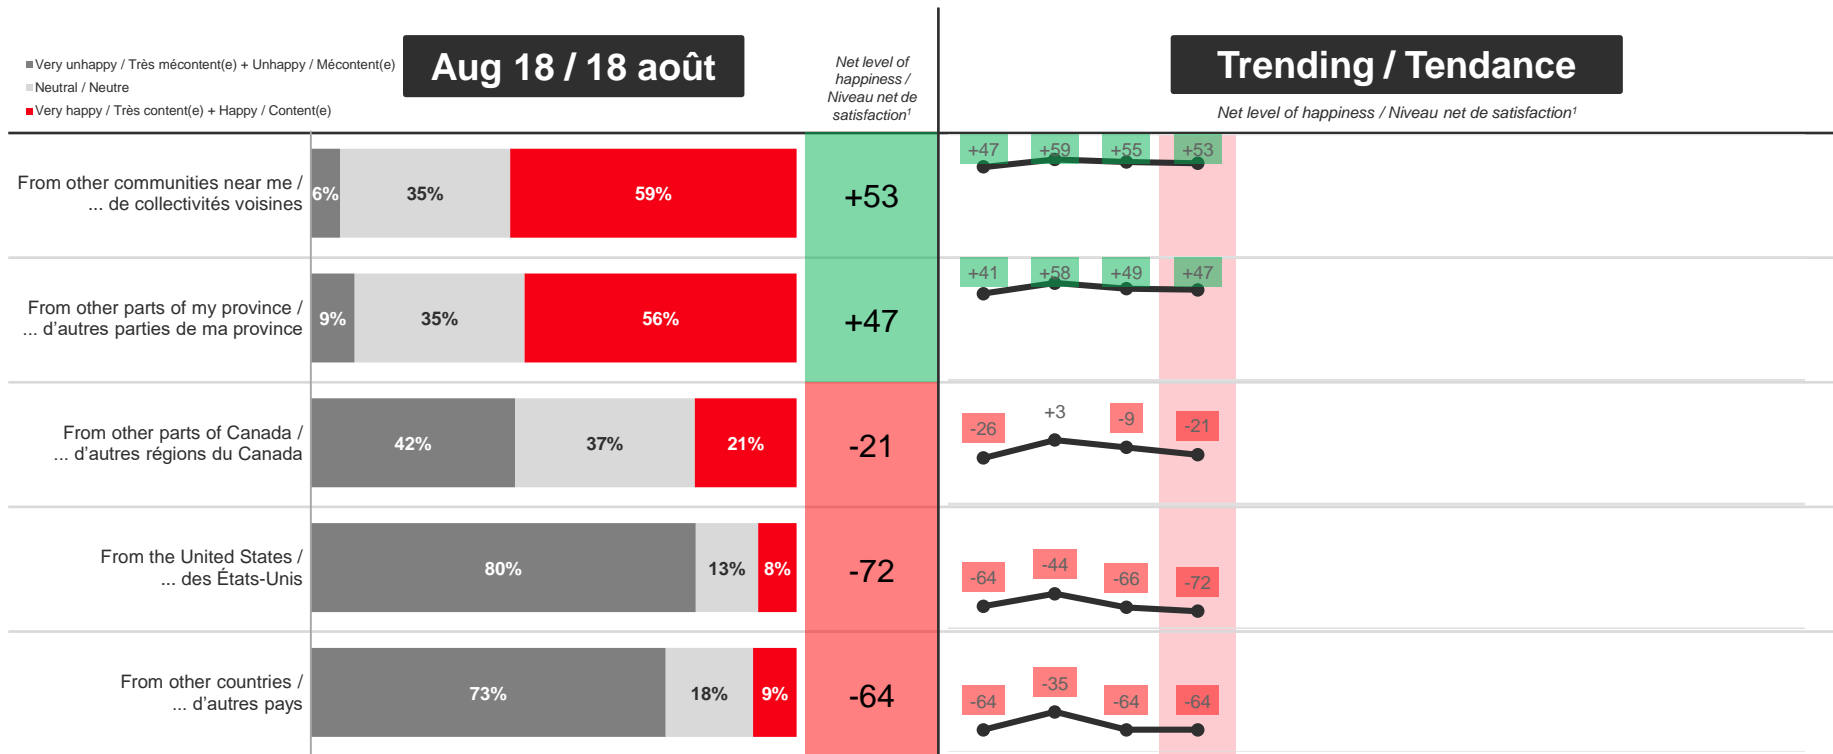 Very unhappy / Très mécontent(e) + Unhappy / Mécontent(e)
Neutral / Neutre
Very happy / Très content(e) + Happy / Content(e)
Aug 18 / 18 août
Net level of
happiness /
Niveau net de
satisfaction¹
Trending / Tendance
Net level of happiness / Niveau net de satisfaction¹
From other communities near me /
... de collectivités voisines
6% 35% 59%
+53
+47 +59 +55 +53
From other parts of my province /
... d'autres parties de ma province
9% 35% 56%
+47
+41 +58 +49 +47
From other parts of Canada /
... d'autres régions du Canada
42% 37% 21%
-21
-26 +3 -9 -21
From the United States /
... des États-Unis
80% 13% 8%
-72
-64 -44 -66 -72
From other countries /
... d'autres pays
73% 18% 9%
-64
-64 -35 -64 -64